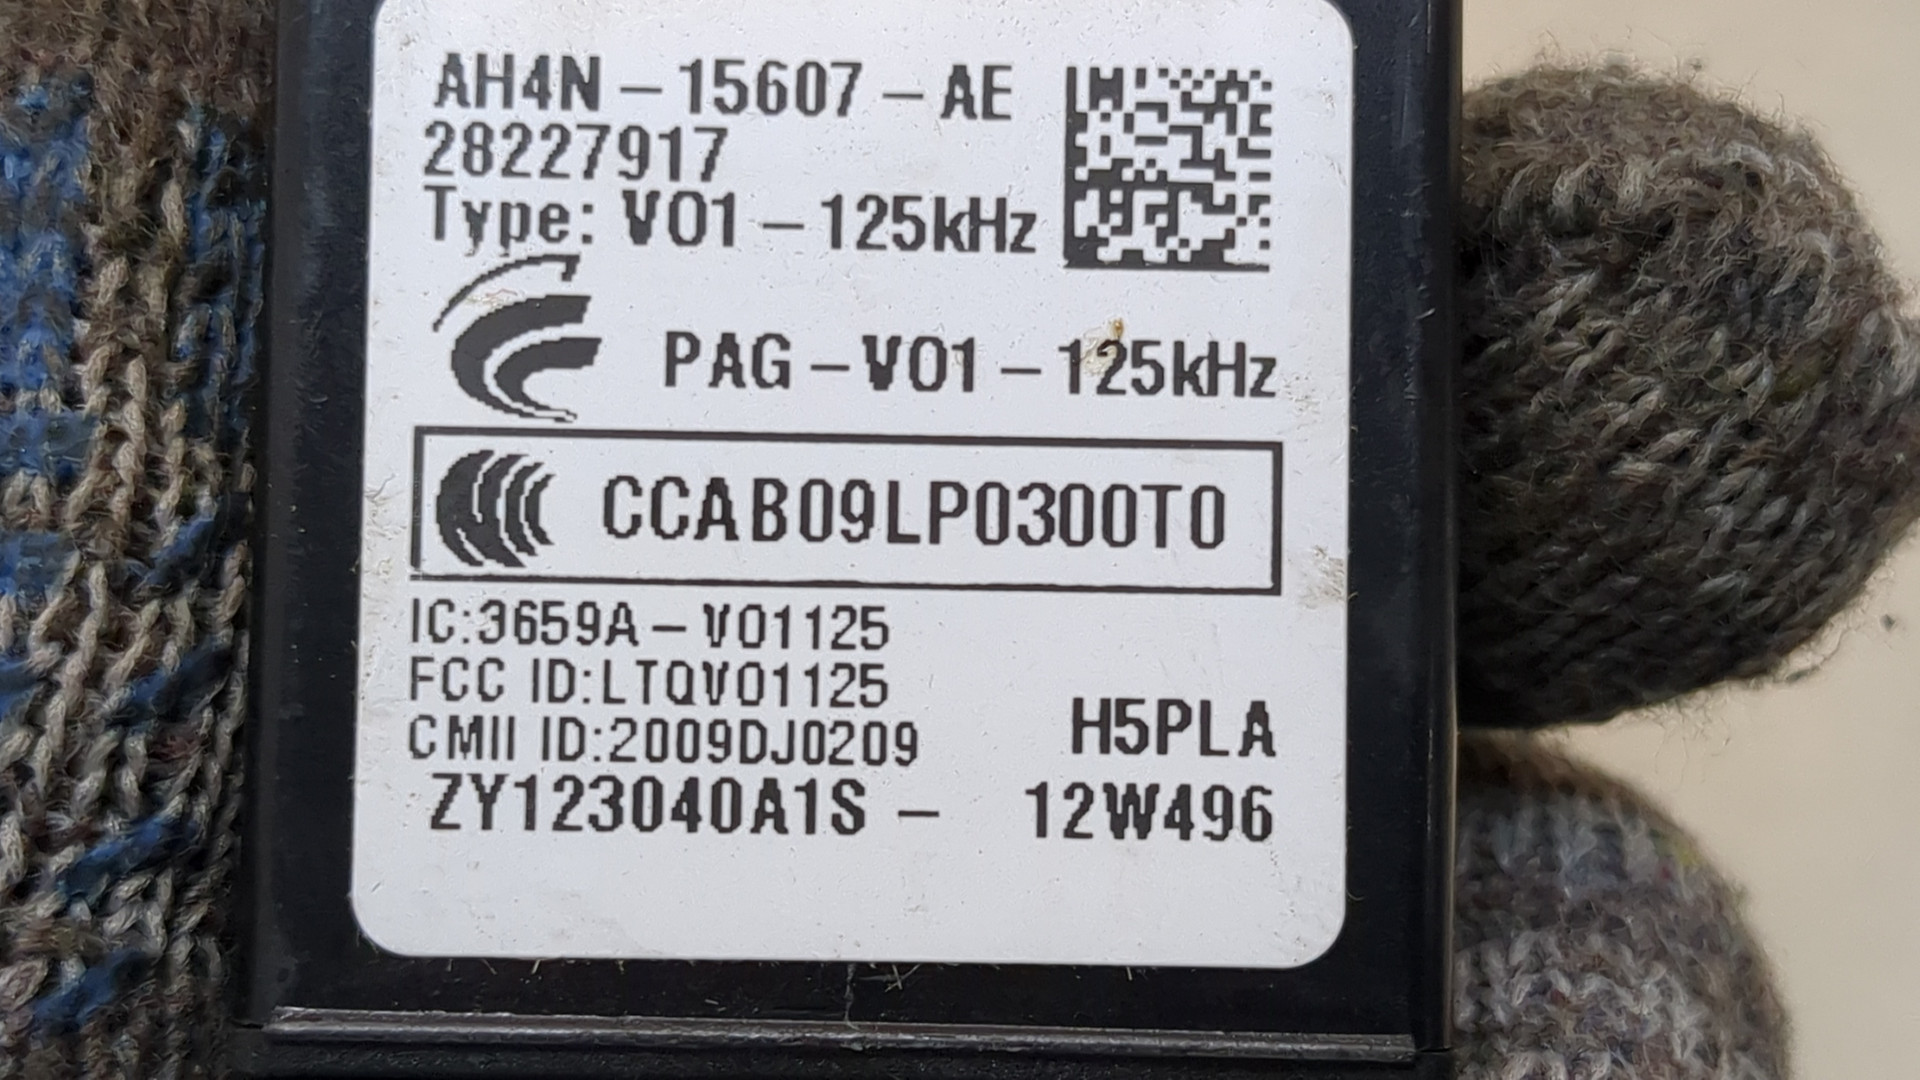 AH4N-15607-AE
28227917
Type: V01-125kHz
PAG-V01-125kHz
CCAB09LP0300T0
IC:3659A-V01125
FCC ID:LTQV01125
CMII ID:2009DJ0209
H5PLA
ZY123040A1S- 12W496